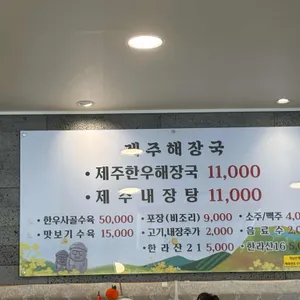 제주해장국
• 제주한우해장국 11,000
• 제주내장탕 11,000
• 한우사골수육 50,000 • 포장(비조리) 9,000 • 소주/맥주 4,0
• 맛보기수육 15,000 • 고기,내장추가 2,000 • 음료수 2,
• 한라산21 5,000 • 한라산16 5,0